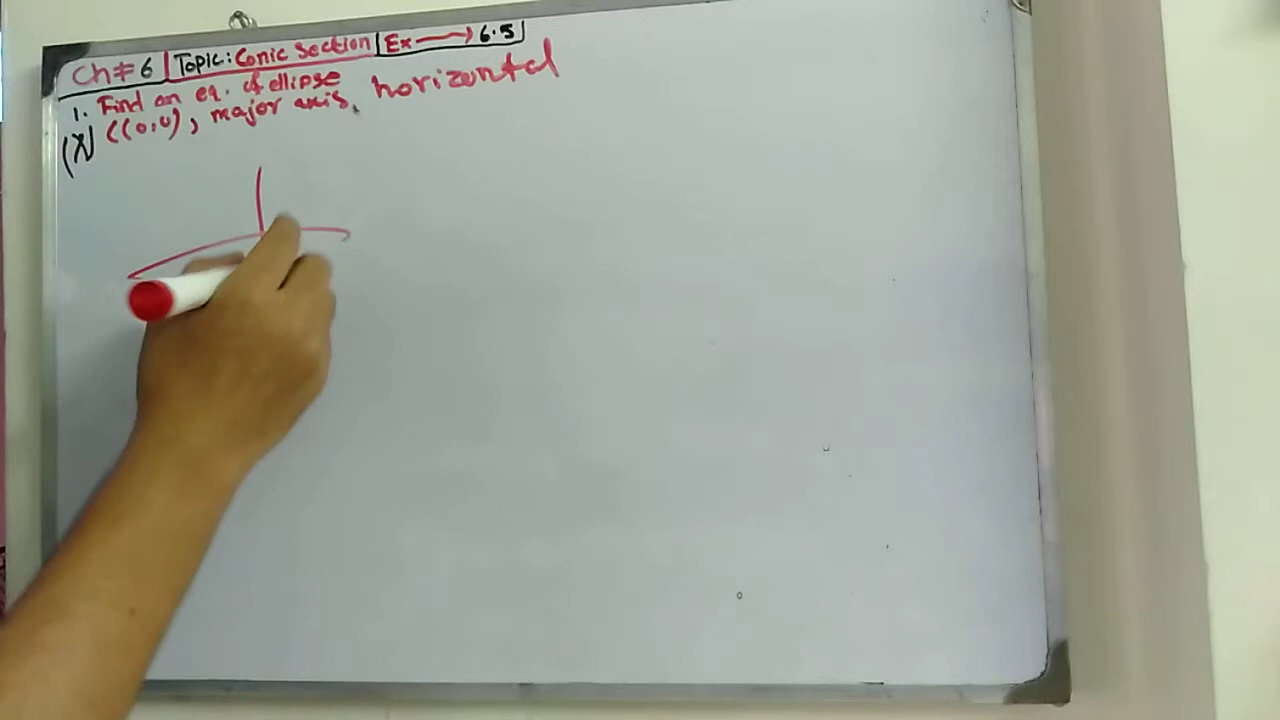 Ch# 6 | Topic: Conic Section | Ex → 6.5
1. Find an eq. of ellipse
(X) C(0,0), major axis, horizontal